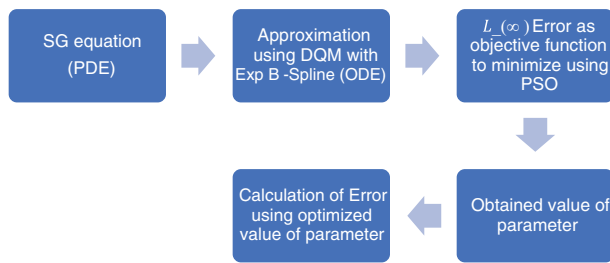 SG equation
(PDE)
Approximation
using DQM with
Exp B -Spline (ODE)
L_(∞) Error as
objective function
to minimize using
PSO
Obtained value of
parameter
Calculation of Error
using optimized
value of parameter